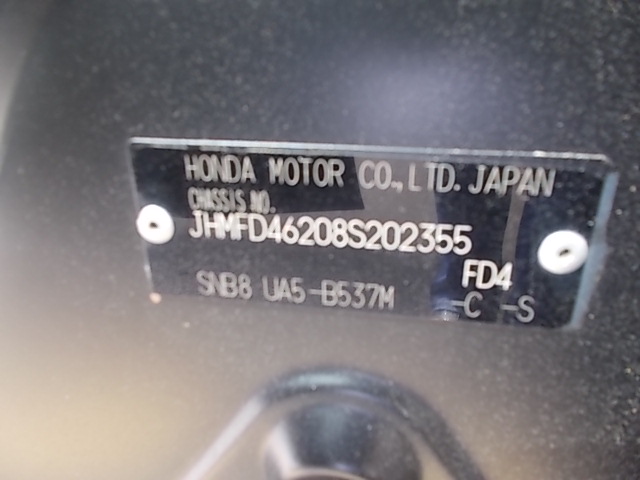 HONDA MOTOR CO.,LTD. JAPAN
CHASSIS NO.
JHMFD46208S202355
FD4
SNB8 UA5-B537M -C -S